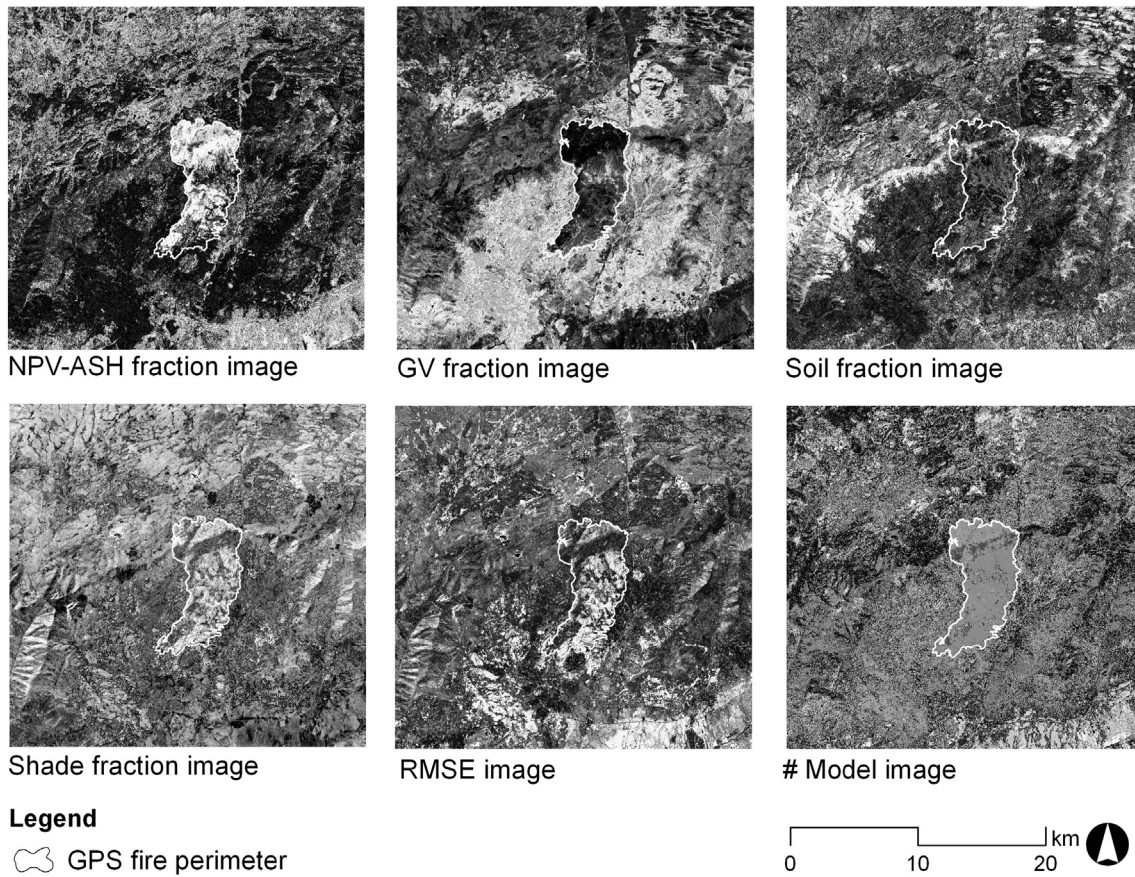 NPV-ASH fraction image
GV fraction image
Soil fraction image
Shade fraction image
RMSE image
# Model image
Legend
GPS fire perimeter
km
0
10
20